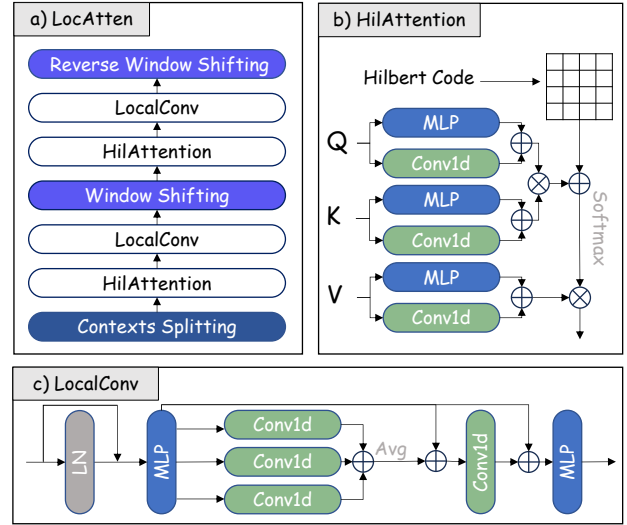 a) LocAtten
Reverse Window Shifting
LocalConv
HilAttention
Window Shifting
LocalConv
HilAttention
Contexts Splitting
b) HilAttention
Hilbert Code
Q
MLP
Conv1d
K
MLP
Conv1d
V
MLP
Conv1d
Softmax
c) LocalConv
LN
MLP
Conv1d
Conv1d
Conv1d
Avg
Conv1d
MLP